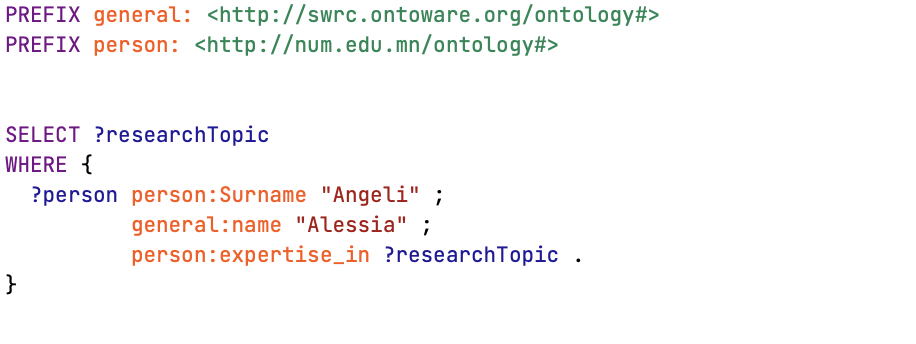 PREFIX general: <http://swrc.ontoware.org/ontology#>
PREFIX person: <http://num.edu.mn/ontology#>
SELECT ?researchTopic
WHERE {
?person person:Surname "Angeli" ;
general:name "Alessia" ;
person:expertise_in ?researchTopic .
}